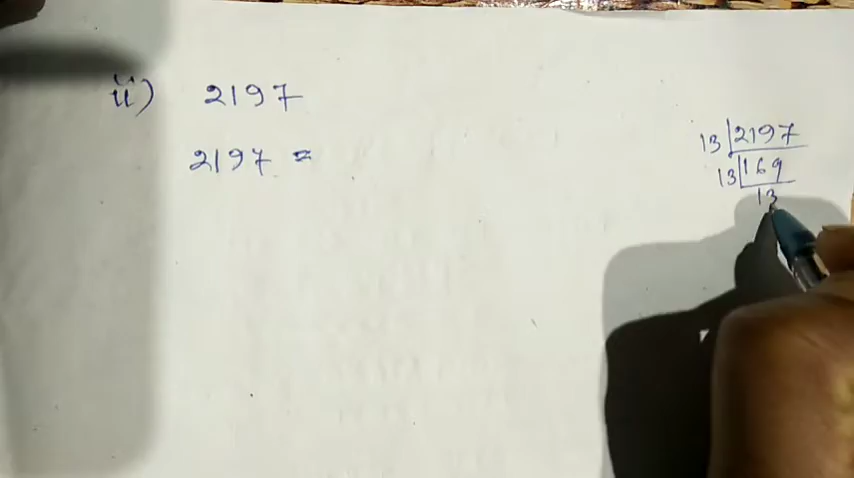 ii) 2197
2197 =
13 | 2197
13 | 169
13